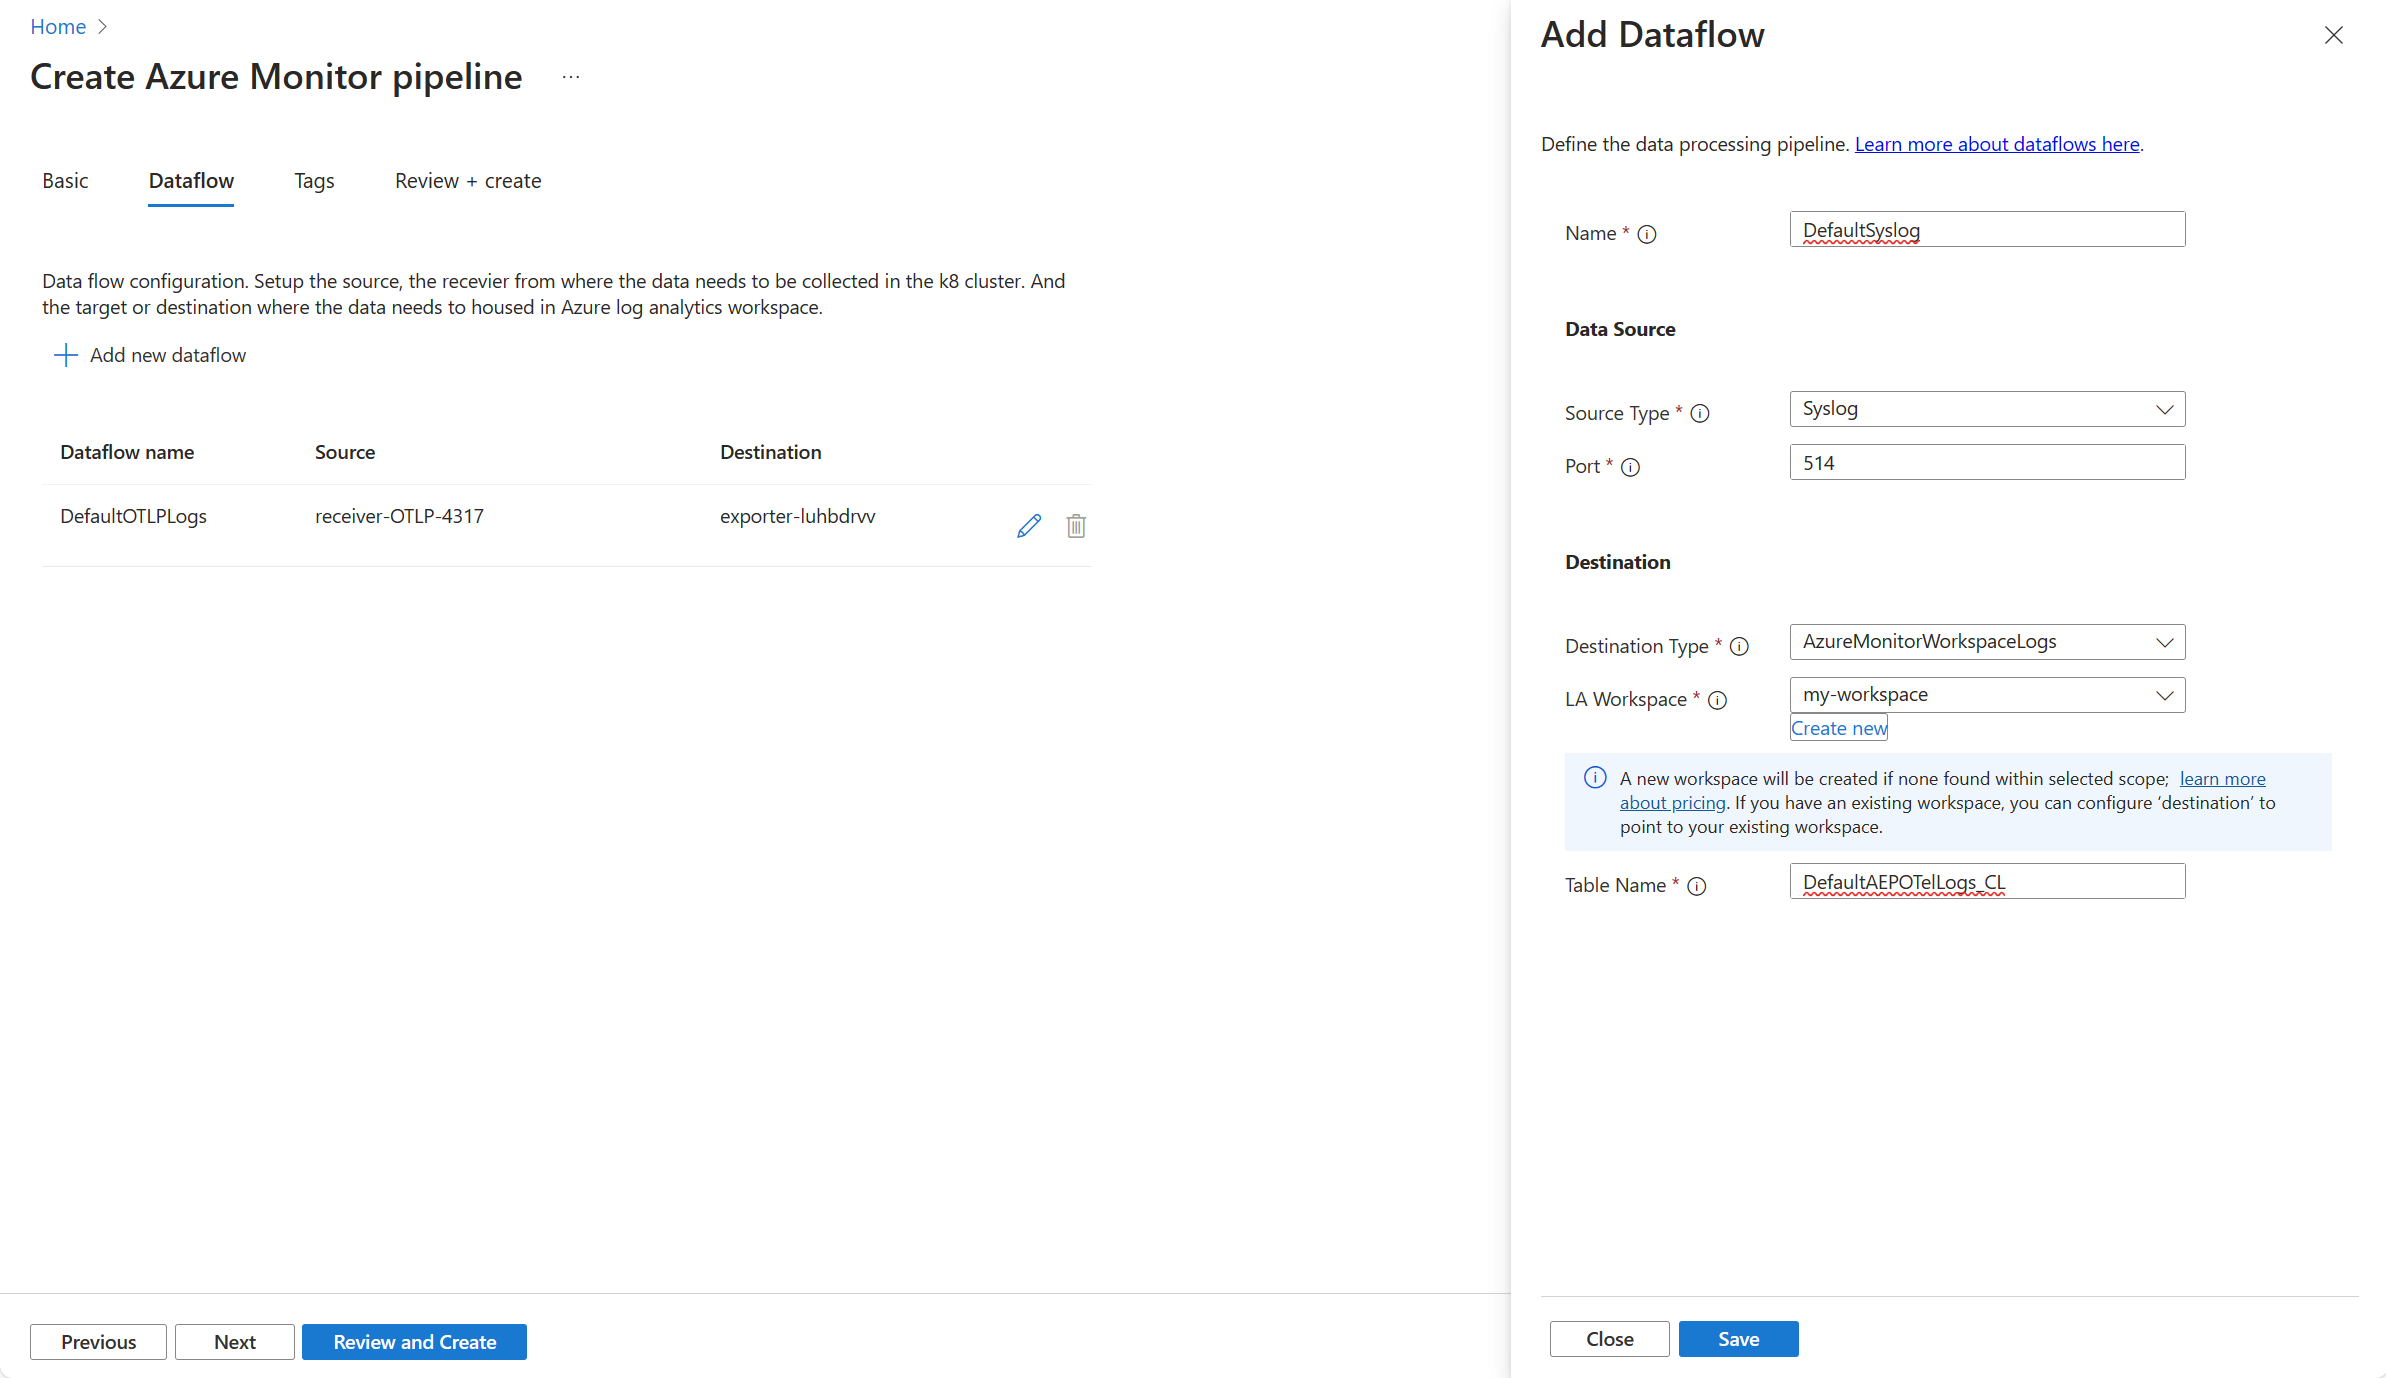 Home
Create Azure Monitor pipeline ...
Basic Dataflow Tags Review + create
Data flow configuration. Setup the source, the recevier from where the data needs to be collected in the k8 cluster. And
the target or destination where the data needs to housed in Azure log analytics workspace.
Add new dataflow
Dataflow name Source Destination
DefaultOTLPLogs receiver-OTLP-4317 exporter-luhbdrvv
Previous Next Review and Create
Add Dataflow
Define the data processing pipeline. Learn more about dataflows here.
Name * DefaultSyslog
Data Source
Source Type * Syslog
Port * 514
Destination
Destination Type * AzureMonitorWorkspaceLogs
LA Workspace * my-workspace
Create new
A new workspace will be created if none found within selected scope; learn more
about pricing. If you have an existing workspace, you can configure ‘destination’ to
point to your existing workspace.
Table Name * DefaultAEPOTelLogs_CL
Close Save